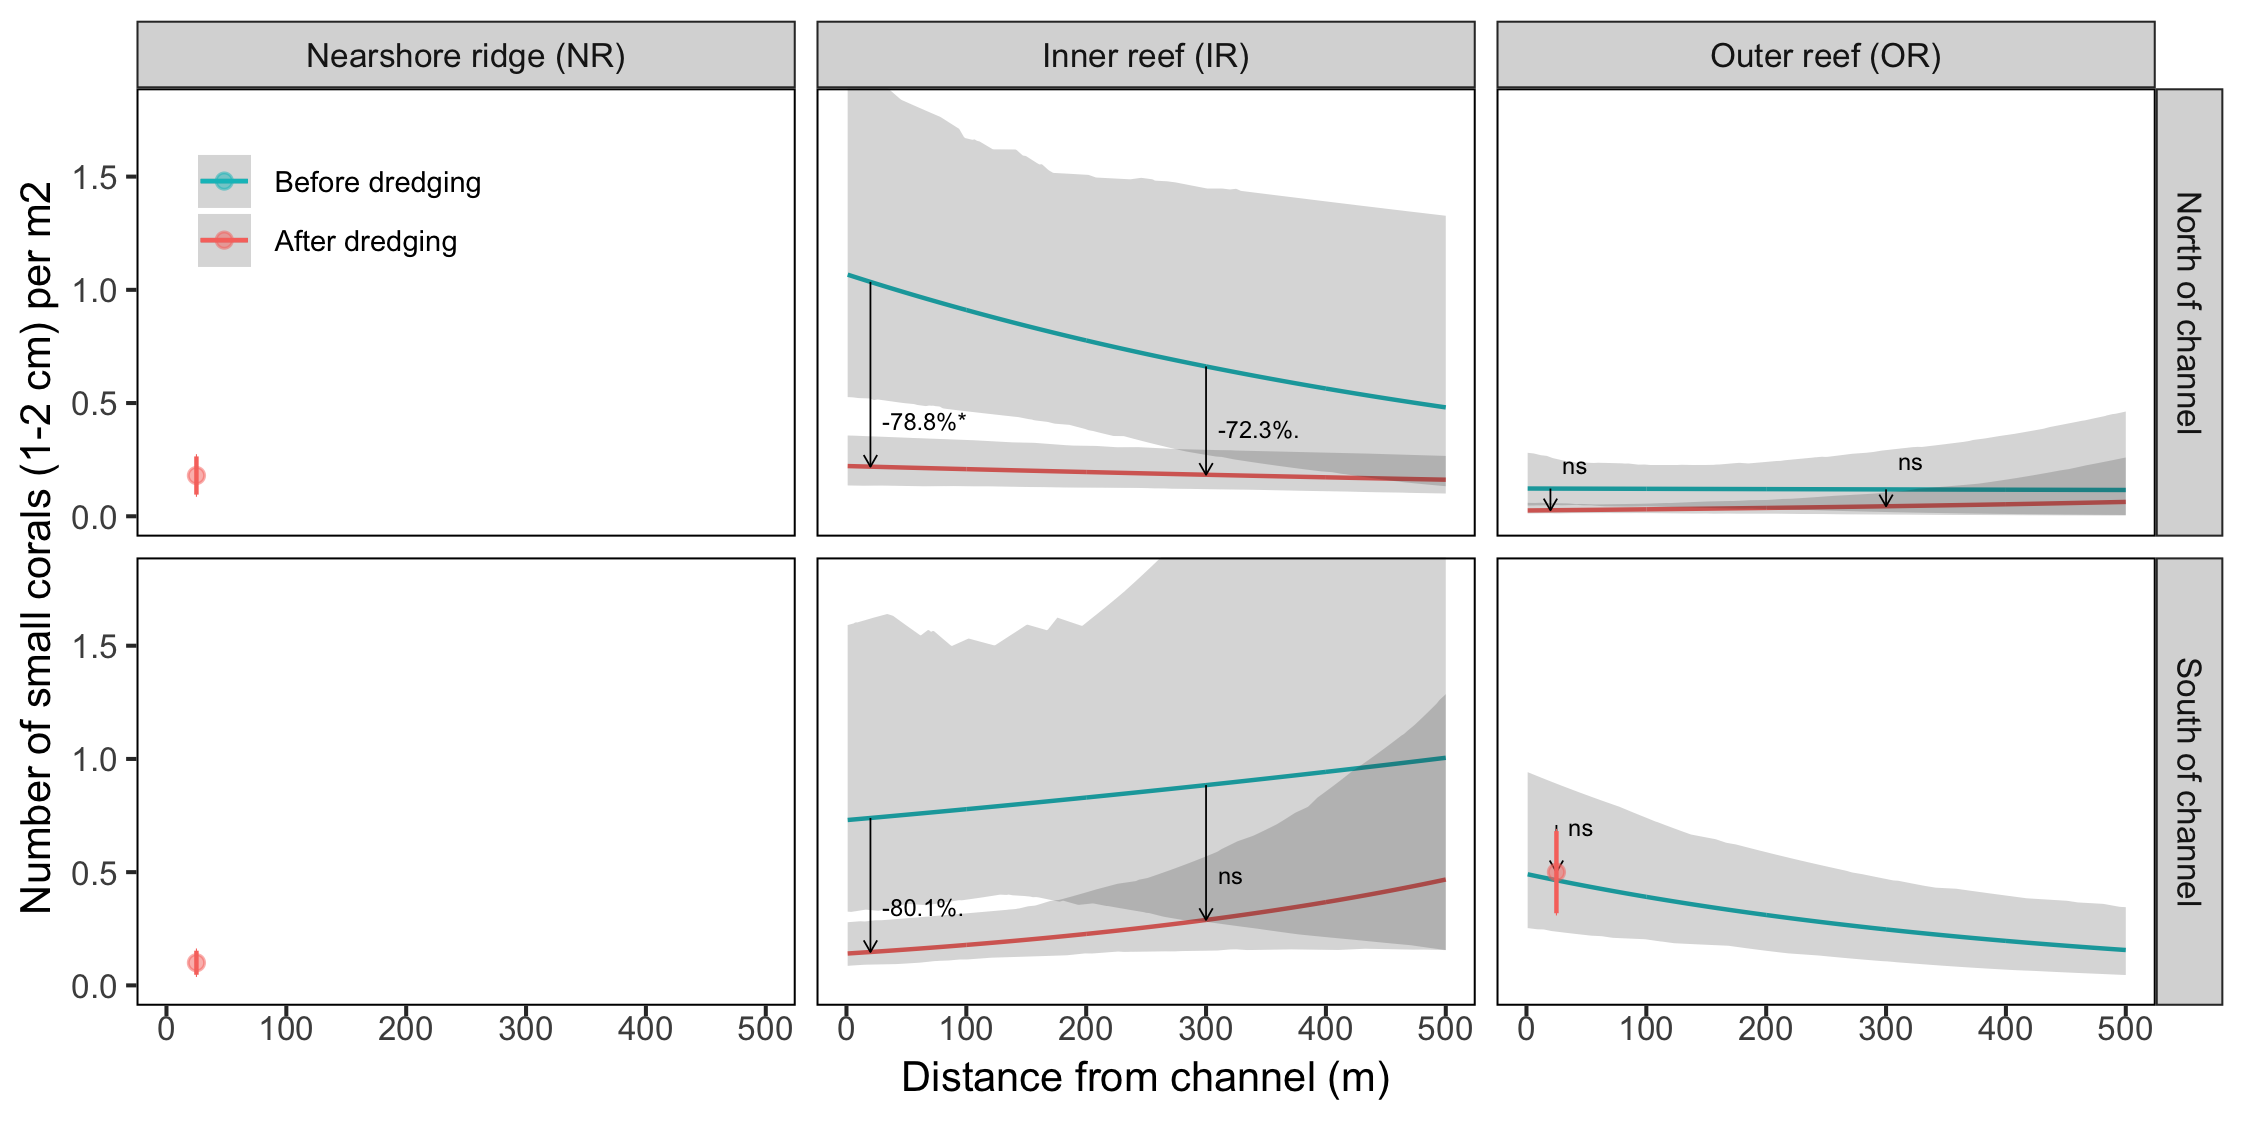 Nearshore ridge (NR)
Inner reef (IR)
Outer reef (OR)
Number of small corals (1-2 cm) per m2
1.5
1.0
0.5
0.0
Before dredging
After dredging
-78.8%*
-72.3%.
ns
ns
North of channel
1.5
1.0
0.5
0.0
-80.1%.
ns
ns
South of channel
0 100 200 300 400 500
0 100 200 300 400 500
0 100 200 300 400 500
Distance from channel (m)